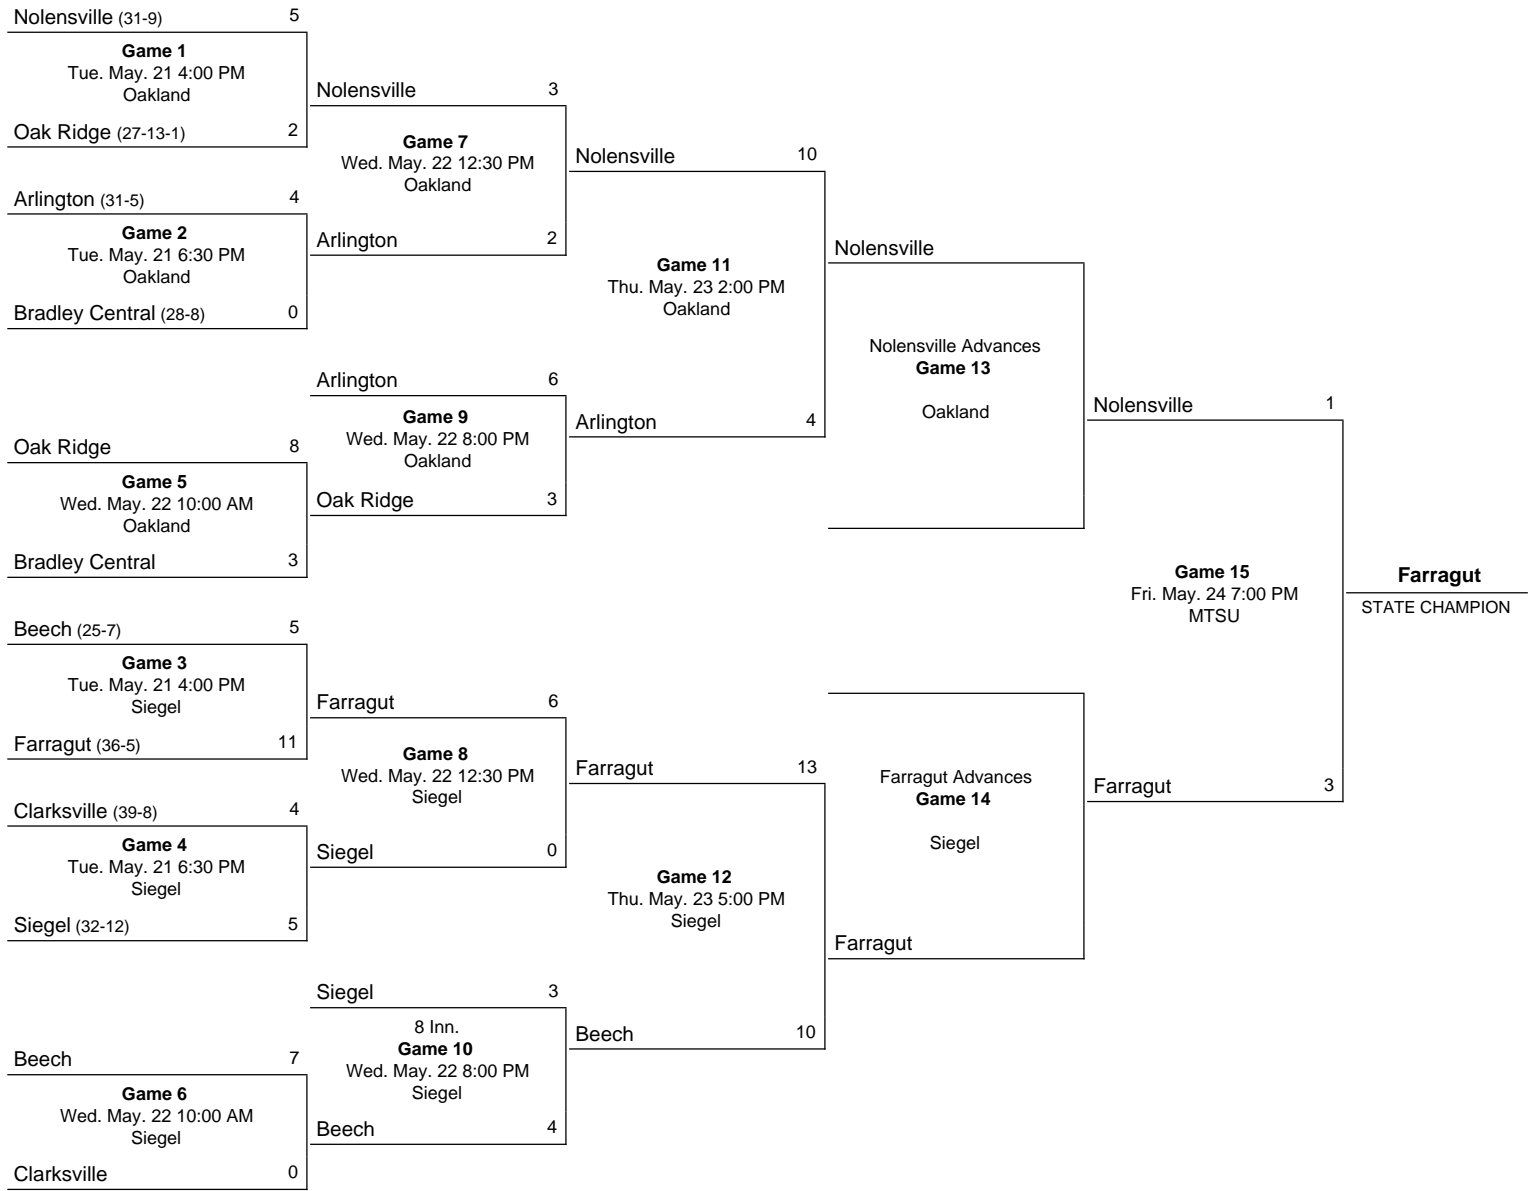 Nolensville (31-9) 5
Game 1
Tue. May. 21 4:00 PM
Oakland
Oak Ridge (27-13-1) 2
Arlington (31-5) 4
Game 2
Tue. May. 21 6:30 PM
Oakland
Bradley Central (28-8) 0
Oak Ridge 8
Game 5
Wed. May. 22 10:00 AM
Oakland
Bradley Central 3
Beech (25-7) 5
Game 3
Tue. May. 21 4:00 PM
Siegel
Farragut (36-5) 11
Clarksville (39-8) 4
Game 4
Tue. May. 21 6:30 PM
Siegel
Siegel (32-12) 5
Beech 7
Game 6
Wed. May. 22 10:00 AM
Siegel
Clarksville 0
Nolensville 3
Game 7
Wed. May. 22 12:30 PM
Oakland
Arlington 2
Arlington 6
Game 9
Wed. May. 22 8:00 PM
Oakland
Oak Ridge 3
Farragut 6
Game 8
Wed. May. 22 12:30 PM
Siegel
Siegel 0
Siegel 3
8 Inn.
Game 10
Wed. May. 22 8:00 PM
Siegel
Beech 4
Nolensville 10
Game 11
Thu. May. 23 2:00 PM
Oakland
Arlington 4
Farragut 13
Game 12
Thu. May. 23 5:00 PM
Siegel
Beech 10
Nolensville
Nolensville Advances
Game 13
Oakland
Farragut Advances
Game 14
Siegel
Farragut
Nolensville 1
Game 15
Fri. May. 24 7:00 PM
MTSU
Farragut 3
Farragut
STATE CHAMPION